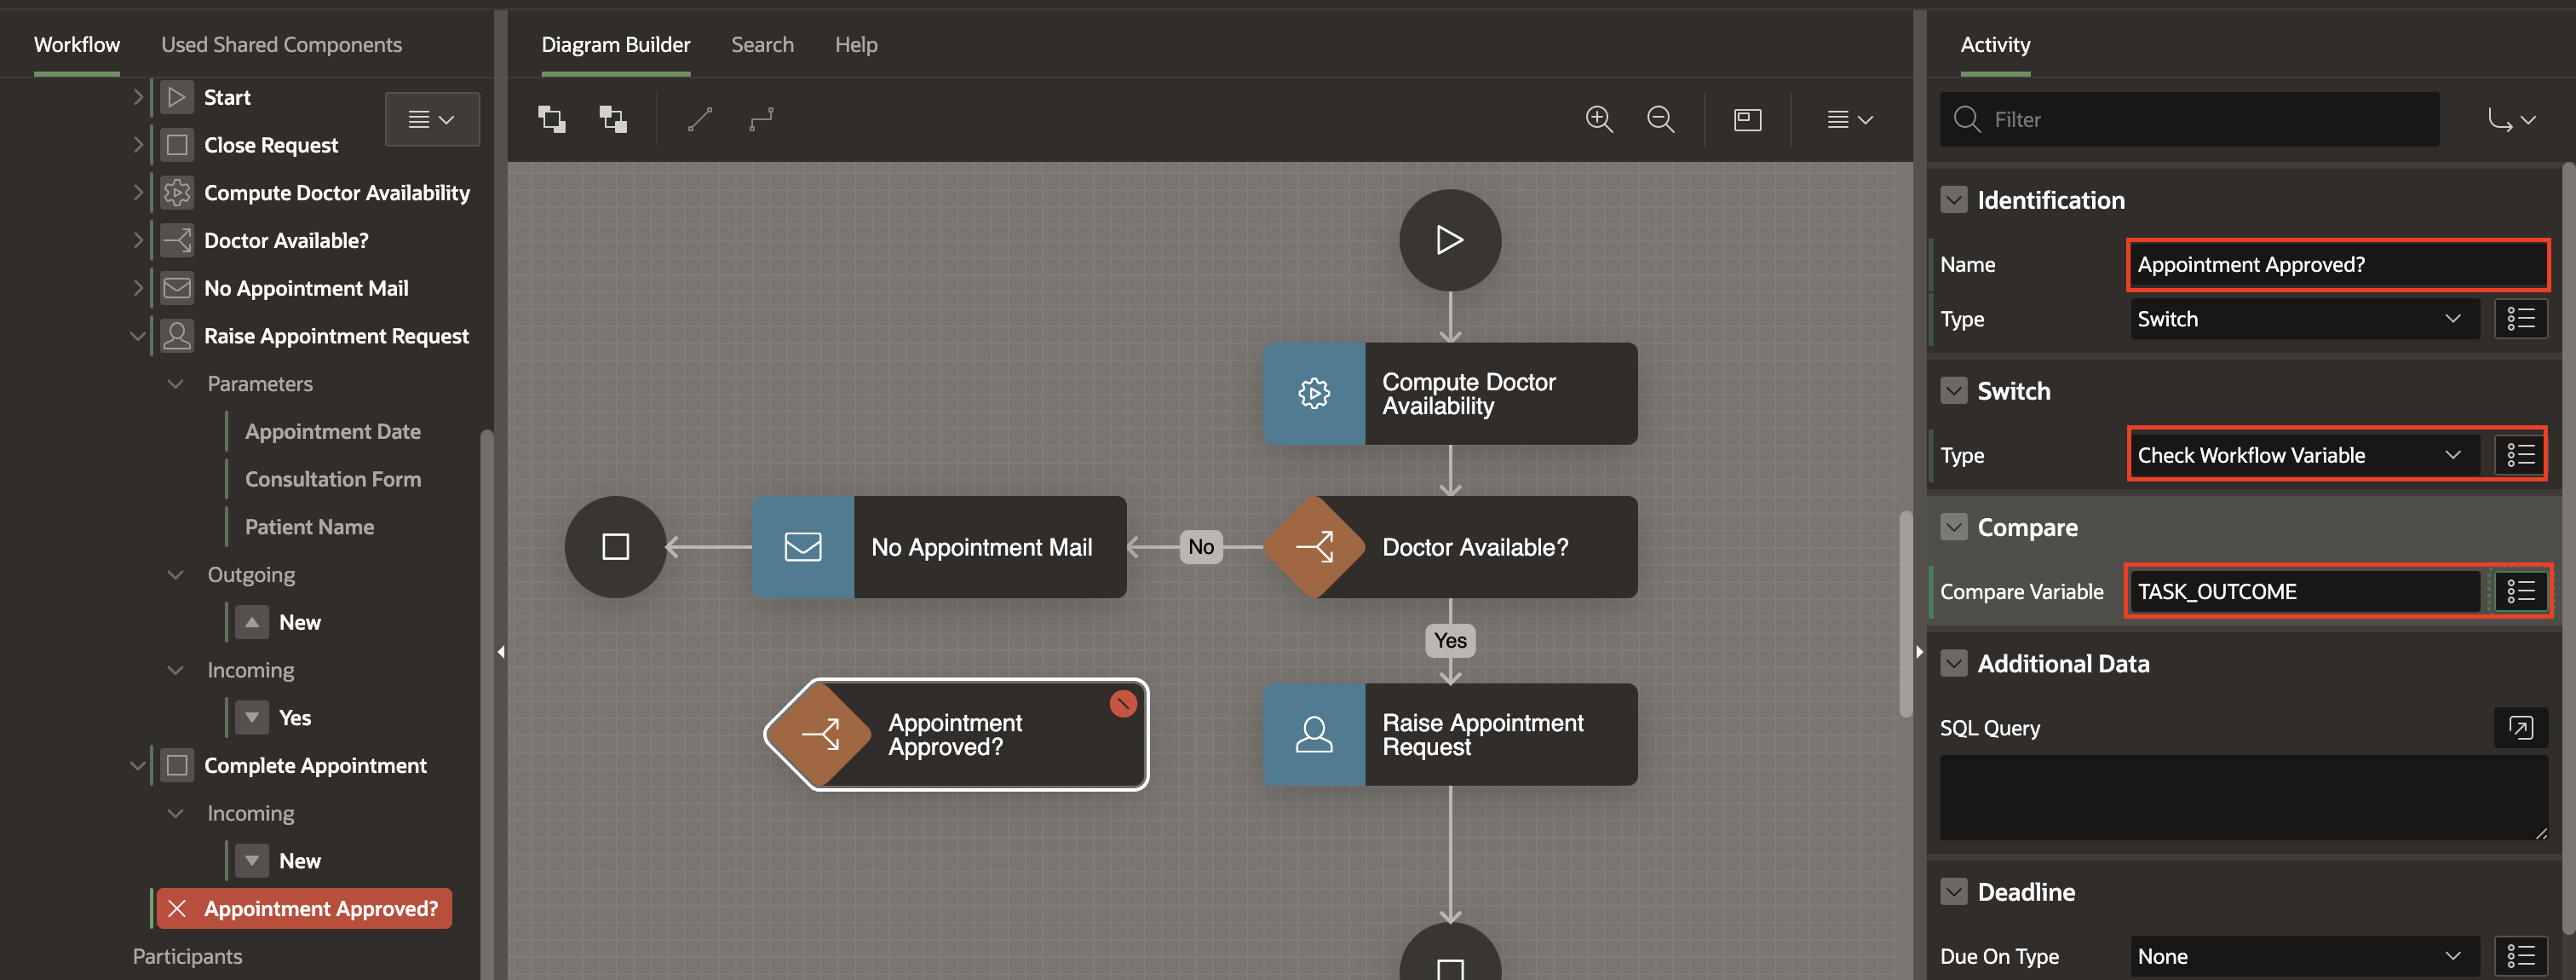 Workflow
Used Shared Components
Start
Close Request
Compute Doctor Availability
Doctor Available?
No Appointment Mail
Raise Appointment Request
Parameters
Appointment Date
Consultation Form
Patient Name
Outgoing
New
Incoming
Yes
Complete Appointment
Incoming
New
Appointment Approved?
Participants
Diagram Builder
Search
Help
Compute Doctor
Availability
No Appointment Mail
No
Doctor Available?
Yes
Appointment
Approved?
Raise Appointment
Request
Activity
Filter
Identification
Name
Appointment Approved?
Type
Switch
Switch
Type
Check Workflow Variable
Compare
Compare Variable
TASK_OUTCOME
Additional Data
SQL Query
Deadline
Due On Type
None